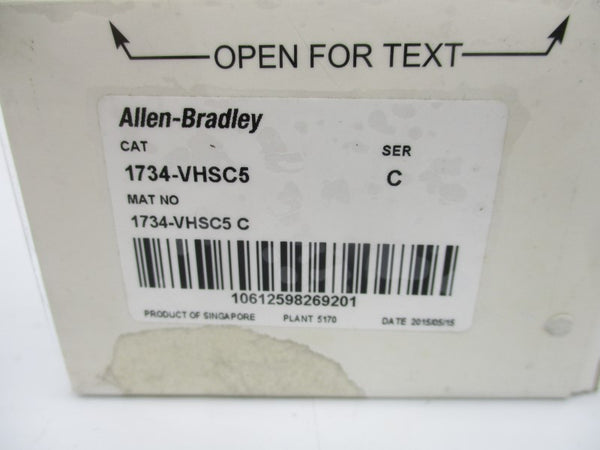 OPEN FOR TEXT
Allen-Bradley
CAT SER
1734-VHSC5 C
MAT NO
1734-VHSC5 C
10612598269201
PRODUCT OF SINGAPORE PLANT 5170 DATE 2015/05/15